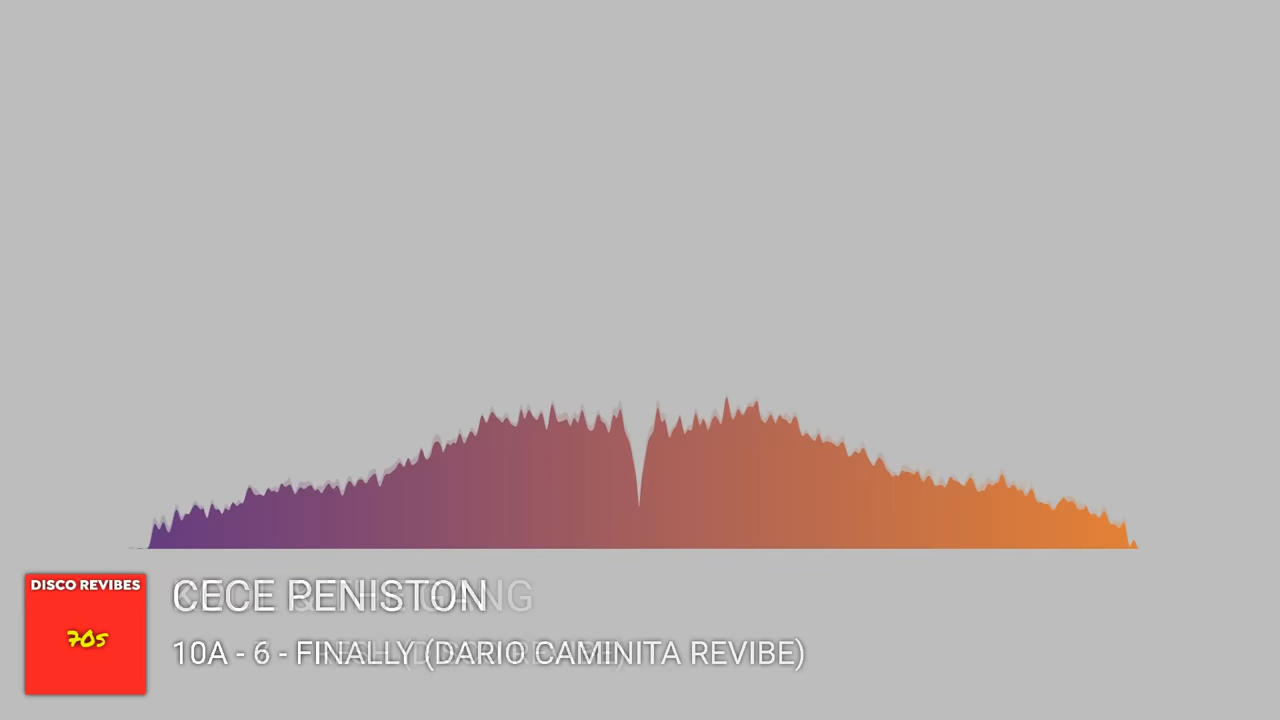 DISCO REVIBES
70s
CECE PENISTON
10A - 6 - FINALLY (DARIO CAMINITA REVIBE)